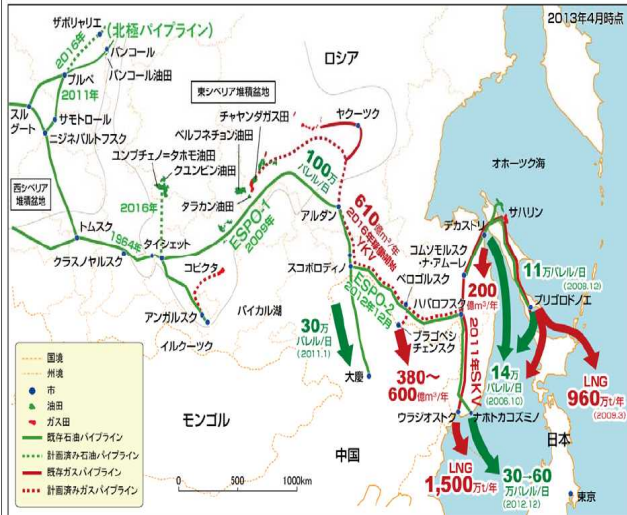 2013年4月時点
ザポリャリエ
(北極パイプライン)
2016年
バンコール
バンコール油田
プルペ
2011年
スルグート
サモトロール
ニジネバルトフスク
西シベリア
堆積盆地
ロシア
東シベリア堆積盆地
チャヤンダガス田
ベルフネチョン油田
ヤクーツク
ユンブチェノ=タホモ油田
クユンビン油田
タラカン油田
2016年
100万
バレル/日
610億m³/年
2016年稼働開始
YKV
アルダン
ESPO-1
2009年
トムスク
1964年
タイシェット
クラスノヤルスク
コビクタ
アンガルスク
イルクーツク
バイカル湖
スコボロディノ
ESPO-2
2012年12月
ベロゴルスク
ブラゴベシ
チェンスク
ハバロフスク
コムソモルスク
・ナ・アムーレ
デカストリ
オホーツク海
サハリン
11万バレル/日
(2008.12)
プリゴロドノエ
200
億m³/年
2011年SKV
14万
バレル/日
(2006.10)
LNG
960万t/年
(2009.3)
30万
バレル/日
(2011.1)
大慶
380～
600億m³/年
ウラジオストク
ナホトカコズミノ
LNG
1,500万t/年
30→60
万バレル/日
(2012.12)
モンゴル
中国
日本
東京
国境
州境
市
油田
ガス田
既存石油パイプライン
計画済み石油パイプライン
既存ガスパイプライン
計画済みガスパイプライン
0 500 1000km